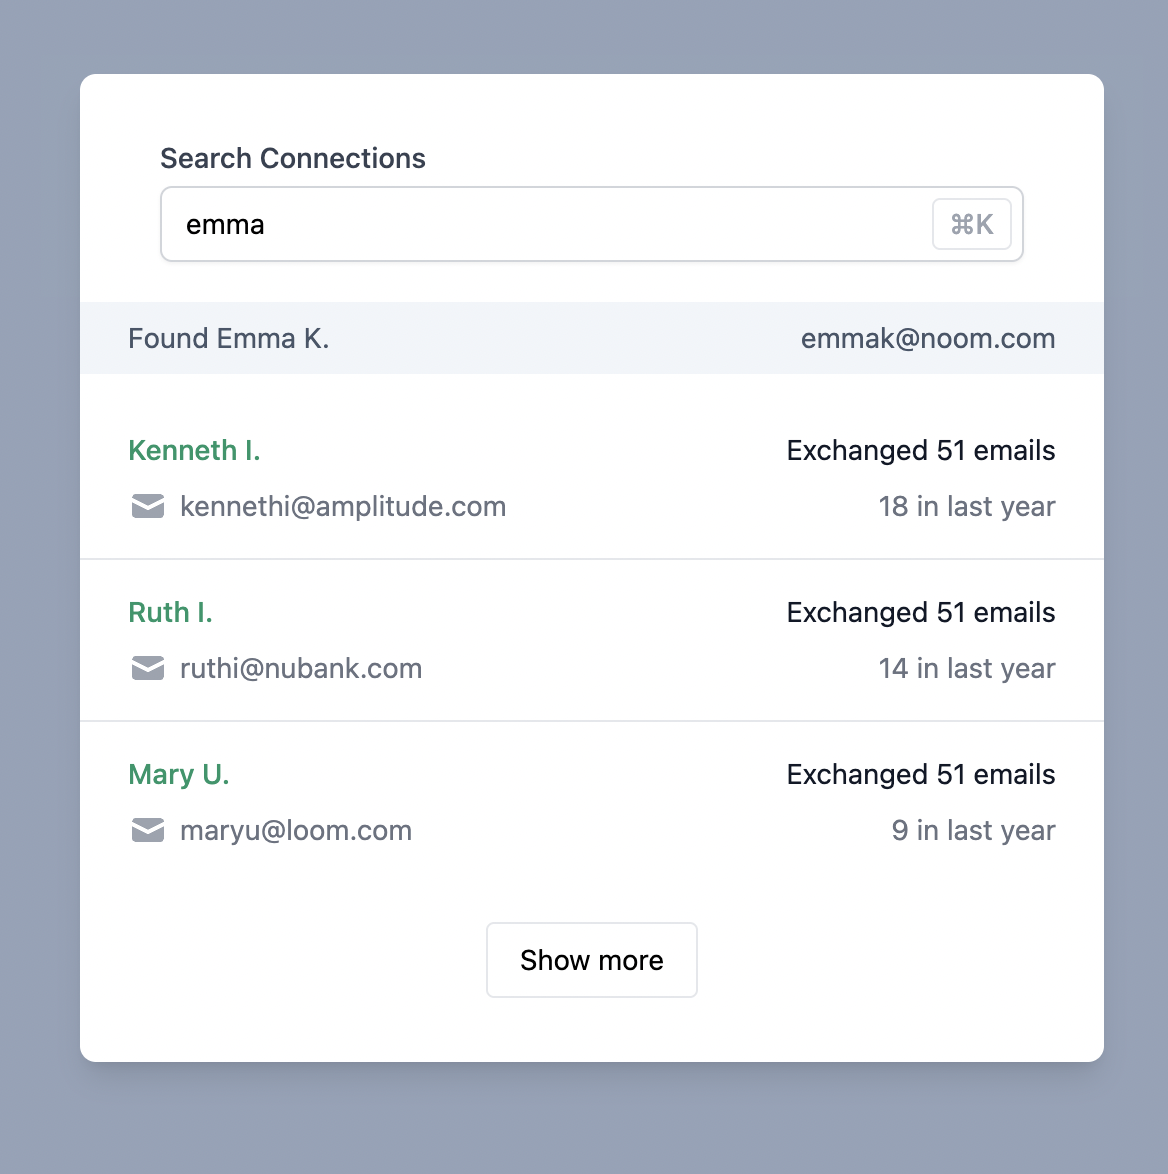 Search Connections
emma ⌘K
Found Emma K. emmak@noom.com
Kenneth I. Exchanged 51 emails
kennethi@amplitude.com 18 in last year
Ruth I. Exchanged 51 emails
ruthi@nubank.com 14 in last year
Mary U. Exchanged 51 emails
maryu@loom.com 9 in last year
Show more